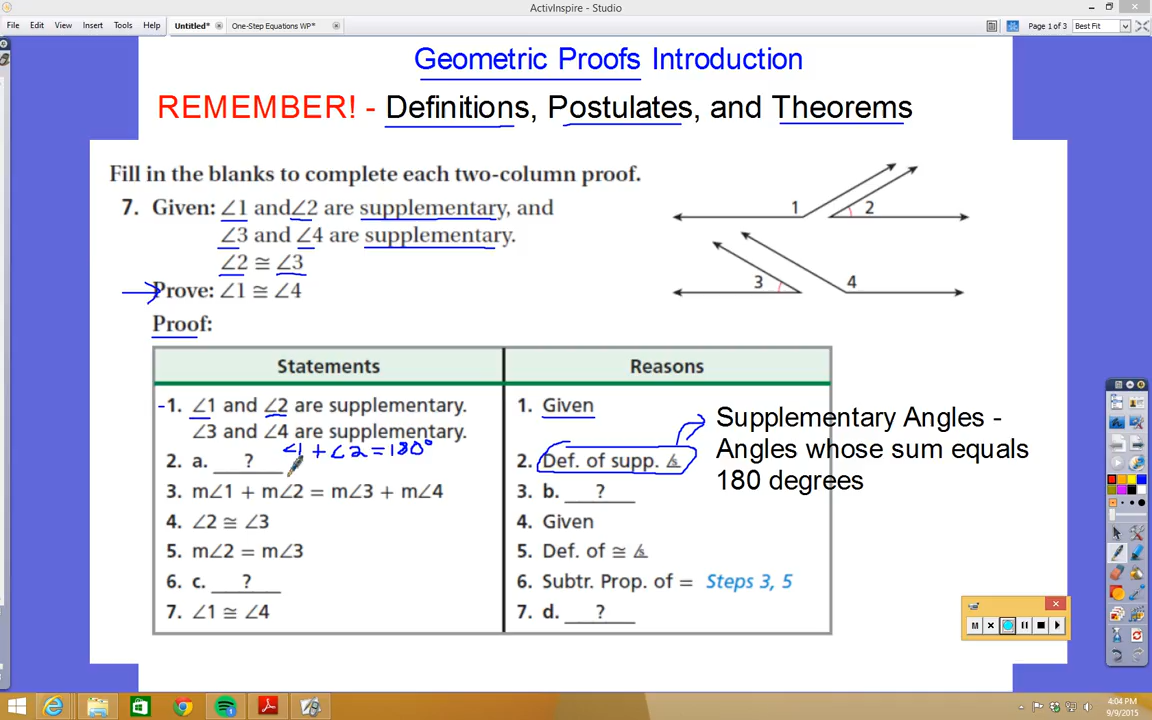 ActivInspire - Studio
File Edit View Insert Tools Help Untitled* One-Step Equations WP* Page 1 of 3 Best Fit
Geometric Proofs Introduction
REMEMBER! - Definitions, Postulates, and Theorems
Fill in the blanks to complete each two-column proof.
7. Given: ∠1 and∠2 are supplementary, and
∠3 and ∠4 are supplementary.
∠2 ≅ ∠3
Prove: ∠1 ≅ ∠4
Proof:
1 2
3 4
Statements Reasons
1. ∠1 and ∠2 are supplementary. 1. Given
∠3 and ∠4 are supplementary.
∠1 + ∠2 = 180°
2. a. ? 2. Def. of supp. ∠s
3. m∠1 + m∠2 = m∠3 + m∠4 3. b. ?
4. ∠2 ≅ ∠3 4. Given
5. m∠2 = m∠3 5. Def. of ≅ ∠s
6. c. ? 6. Subtr. Prop. of = Steps 3, 5
7. ∠1 ≅ ∠4 7. d. ?
Supplementary Angles -
Angles whose sum equals
180 degrees
M
4:04 PM
9/9/2015